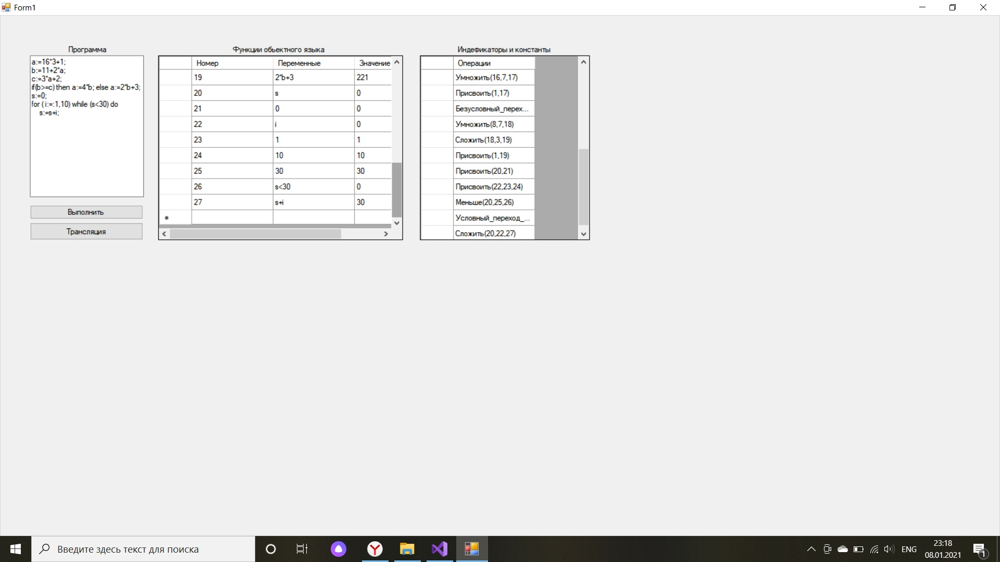 Form1
Программа
a:=16*3+1;
b:=11+2*a;
c:=3*a+2;
if(b>=c) then a:=4*b; else a:=2*b+3;
s:=0;
for ( i:=:1,10) while (s<30) do
s:=s+i;
Выполнить
Трансляция
Функции обьектного языка
Номер Переменные Значение
19 2*b+3 221
20 s 0
21 0 0
22 i 0
23 1 1
24 10 10
25 30 30
26 s<30 0
27 s+i 30
Индефикаторы и константы
Операции
Умножить(16,7,17)
Присвоить(1,17)
Безусловный_перех...
Умножить(8,7,18)
Сложить(18,3,19)
Присвоить(1,19)
Присвоить(20,21)
Присвоить(22,23,24)
Меньше(20,25,26)
Условный_переход_...
Сложить(20,22,27)
Введите здесь текст для поиска
ENG
23:18
08.01.2021
1